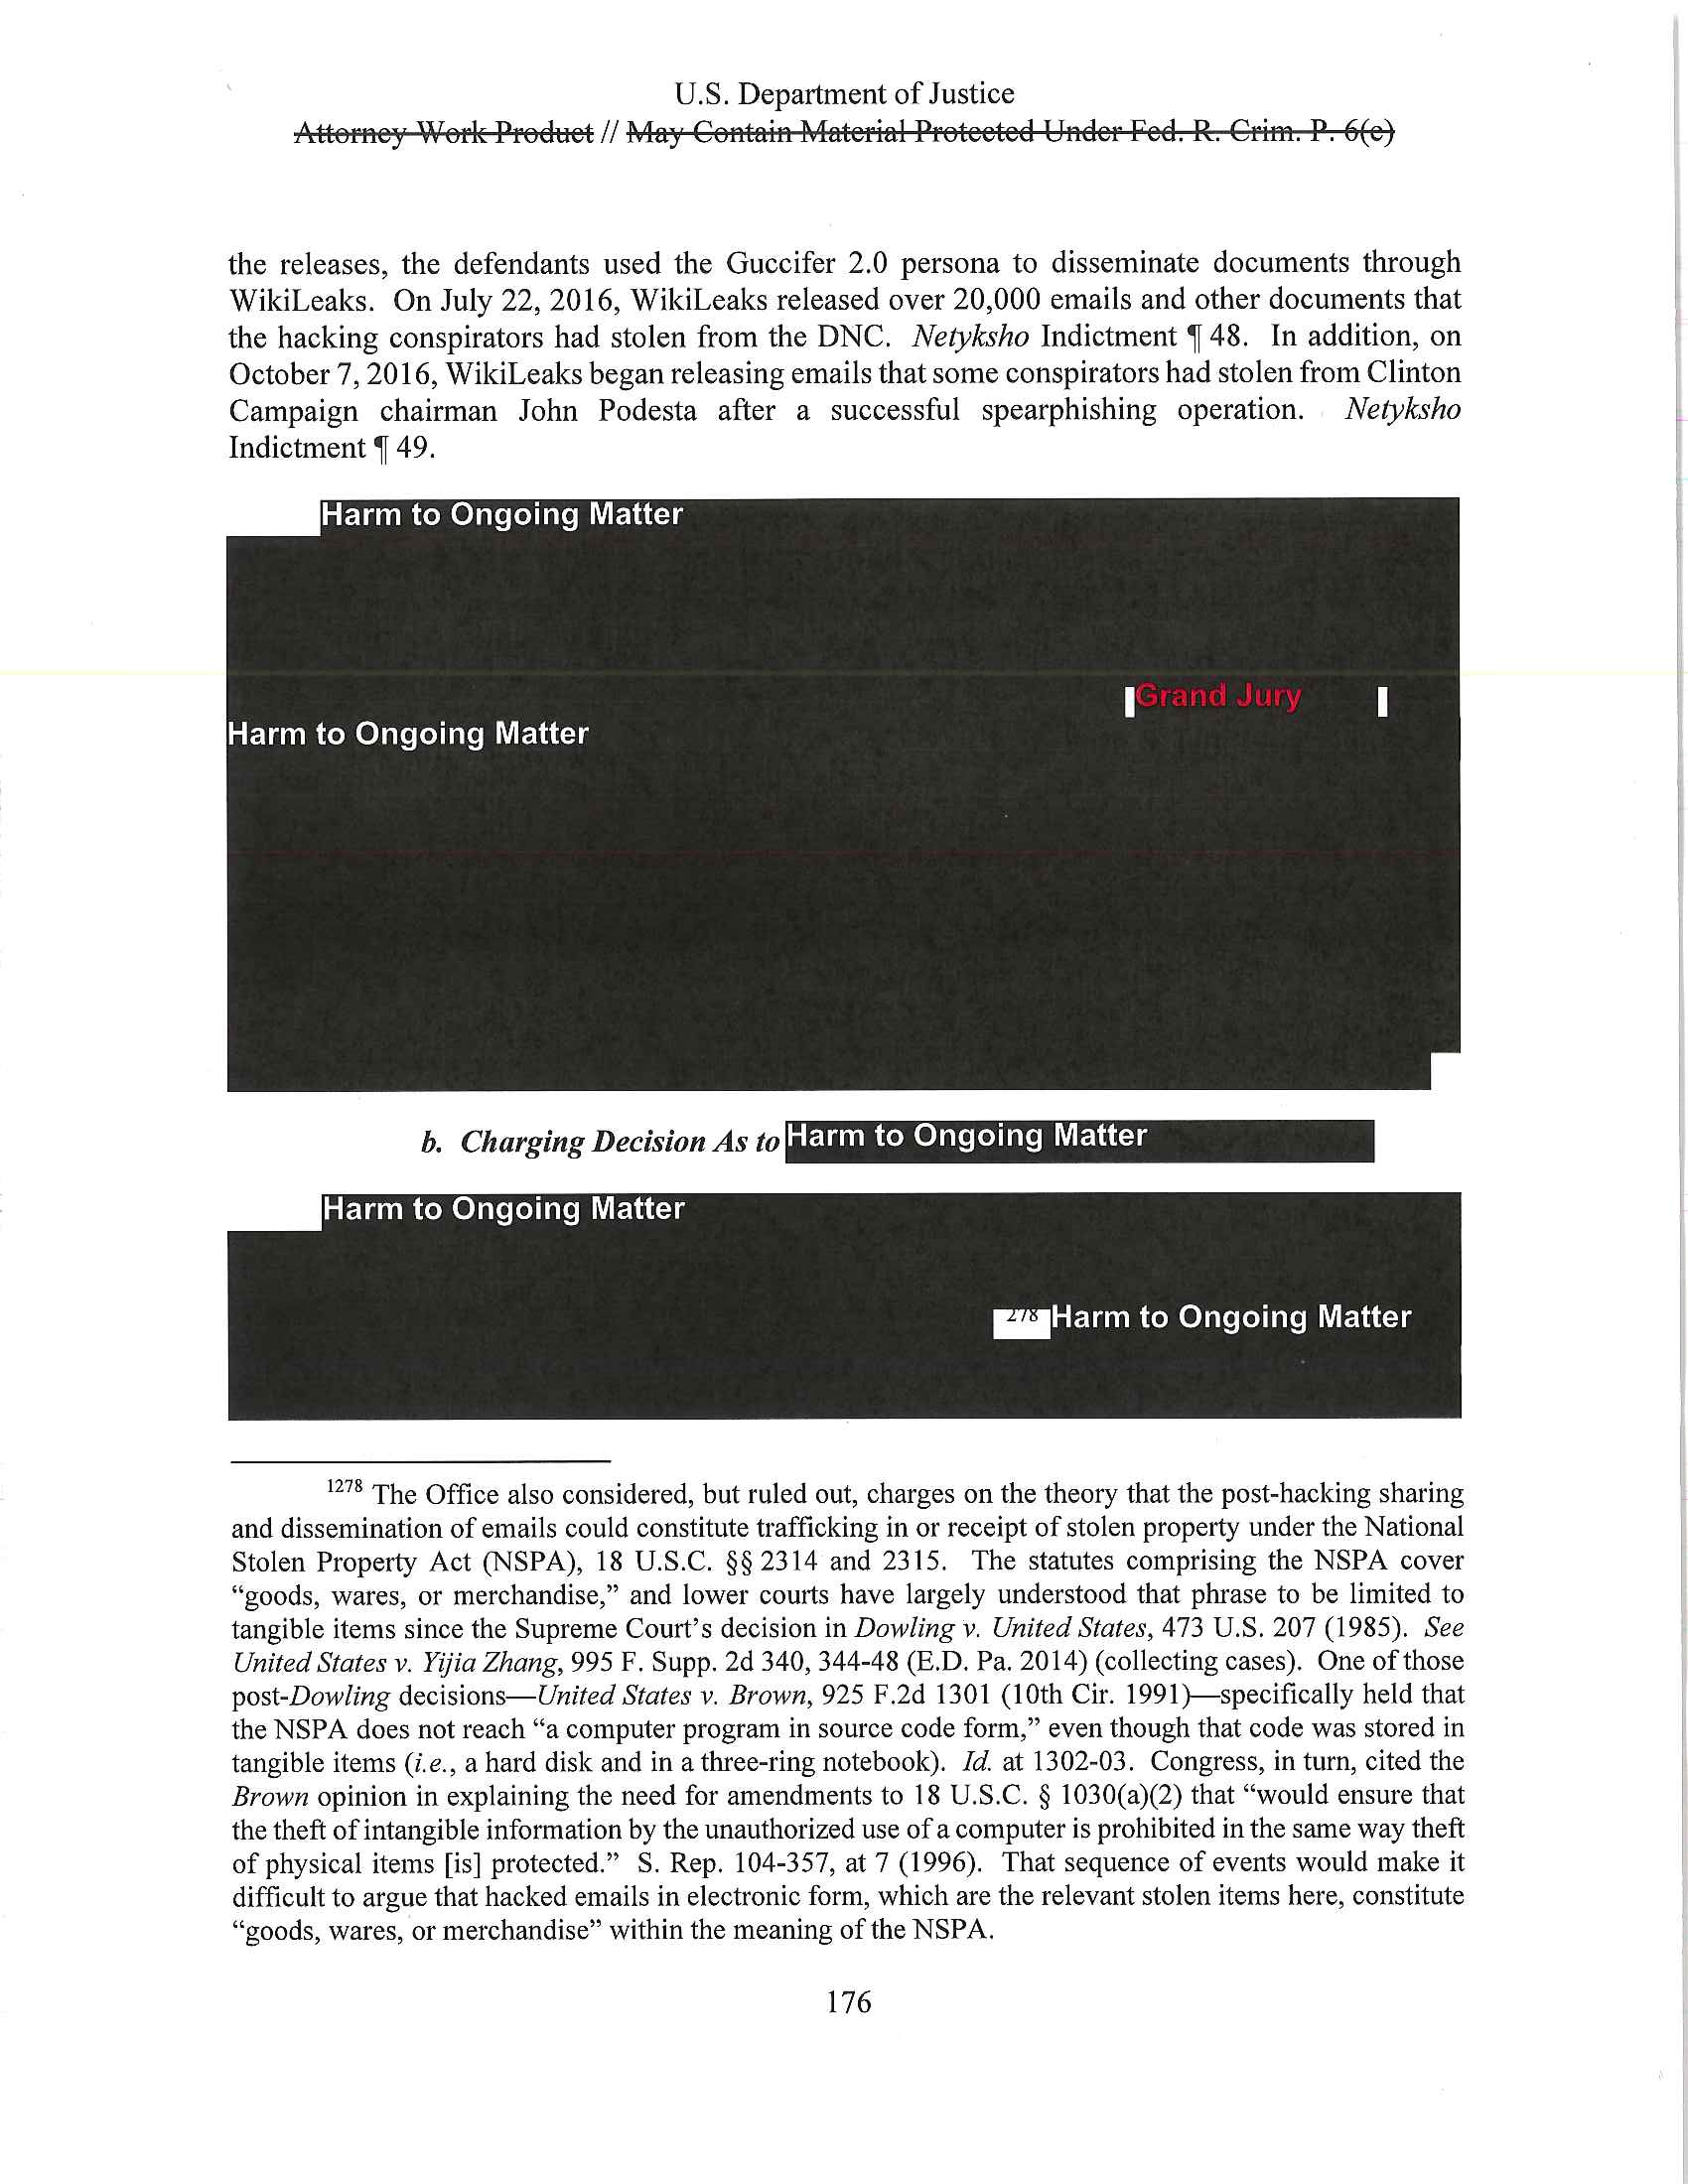 U.S. Department of Justice
Attorney Work Product // May Contain Material Protected Under Fed. R. Crim. P. 6(e)
the releases, the defendants used the Guccifer 2.0 persona to disseminate documents through
WikiLeaks. On July 22, 2016, WikiLeaks released over 20,000 emails and other documents that
the hacking conspirators had stolen from the DNC. Netyksho Indictment ¶ 48. In addition, on
October 7, 2016, WikiLeaks began releasing emails that some conspirators had stolen from Clinton
Campaign chairman John Podesta after a successful spearphishing operation. Netyksho
Indictment ¶ 49.
Harm to Ongoing Matter
Grand Jury
Harm to Ongoing Matter
b. Charging Decision As to Harm to Ongoing Matter
Harm to Ongoing Matter
278 Harm to Ongoing Matter
1278 The Office also considered, but ruled out, charges on the theory that the post-hacking sharing
and dissemination of emails could constitute trafficking in or receipt of stolen property under the National
Stolen Property Act (NSPA), 18 U.S.C. §§ 2314 and 2315. The statutes comprising the NSPA cover
“goods, wares, or merchandise,” and lower courts have largely understood that phrase to be limited to
tangible items since the Supreme Court’s decision in Dowling v. United States, 473 U.S. 207 (1985). See
United States v. Yijia Zhang, 995 F. Supp. 2d 340, 344-48 (E.D. Pa. 2014) (collecting cases). One of those
post-Dowling decisions—United States v. Brown, 925 F.2d 1301 (10th Cir. 1991)—specifically held that
the NSPA does not reach “a computer program in source code form,” even though that code was stored in
tangible items (i.e., a hard disk and in a three-ring notebook). Id. at 1302-03. Congress, in turn, cited the
Brown opinion in explaining the need for amendments to 18 U.S.C. § 1030(a)(2) that “would ensure that
the theft of intangible information by the unauthorized use of a computer is prohibited in the same way theft
of physical items [is] protected.” S. Rep. 104-357, at 7 (1996). That sequence of events would make it
difficult to argue that hacked emails in electronic form, which are the relevant stolen items here, constitute
“goods, wares, or merchandise” within the meaning of the NSPA.
176